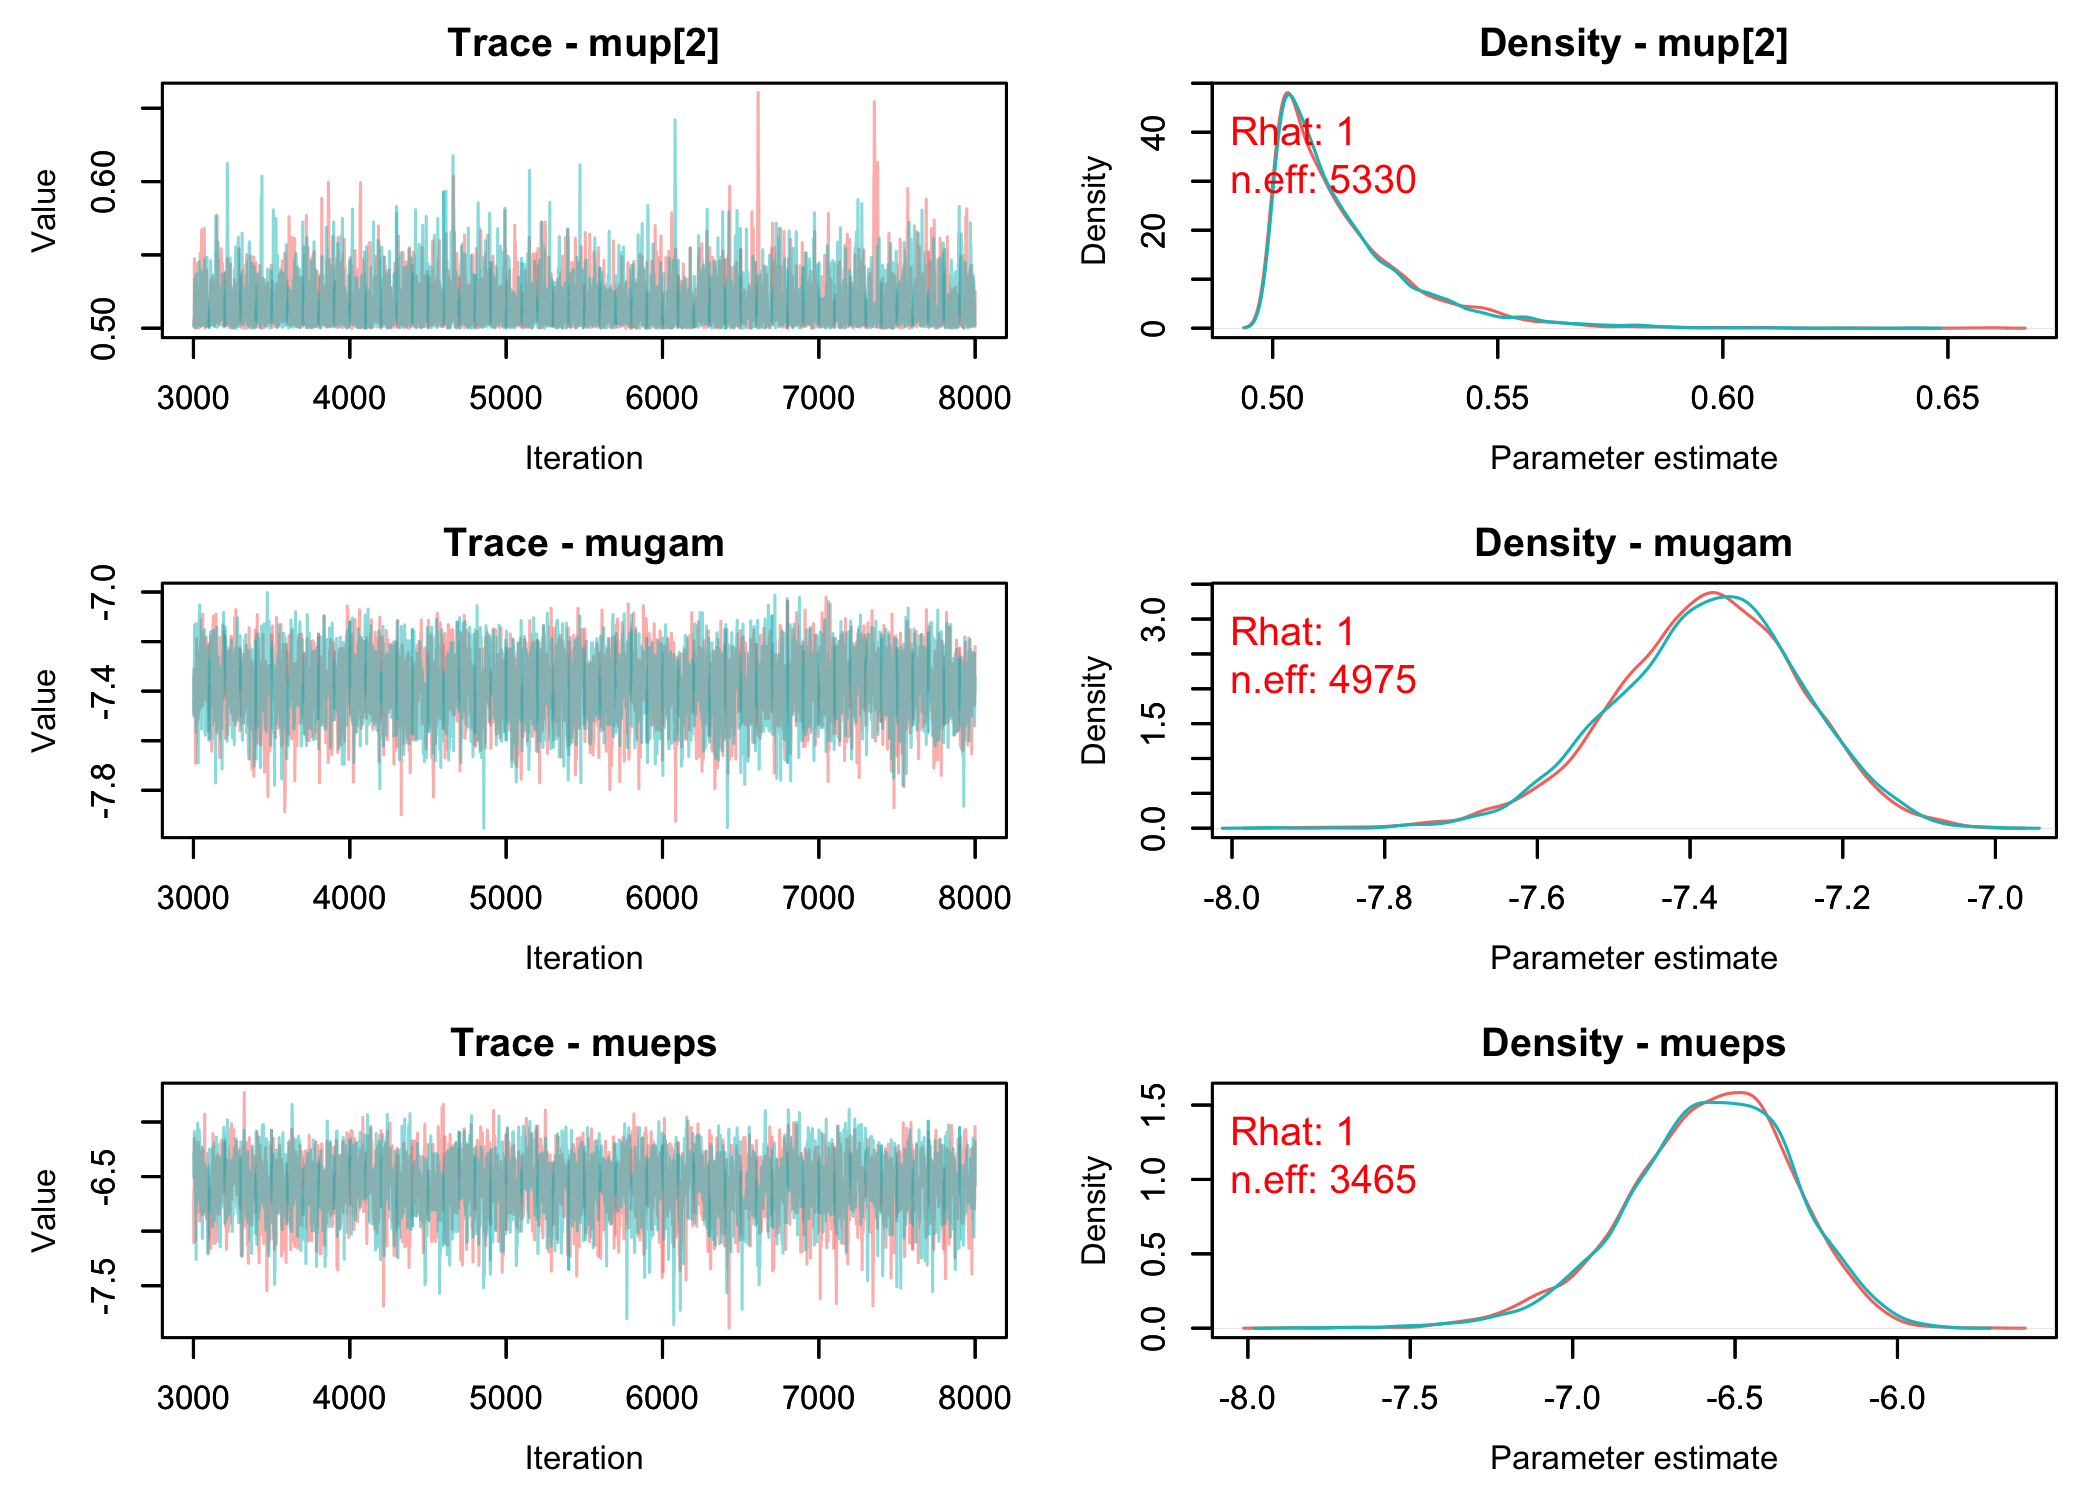 Trace - mup[2]
Value
0.50 0.60
3000 4000 5000 6000 7000 8000
Iteration
Density - mup[2]
Density
0 20 40
Rhat: 1
n.eff: 5330
0.50 0.55 0.60 0.65
Parameter estimate
Trace - mugam
Value
-7.8 -7.4 -7.0
3000 4000 5000 6000 7000 8000
Iteration
Density - mugam
Density
0.0 1.5 3.0
Rhat: 1
n.eff: 4975
-8.0 -7.8 -7.6 -7.4 -7.2 -7.0
Parameter estimate
Trace - mueps
Value
-7.5 -6.5
3000 4000 5000 6000 7000 8000
Iteration
Density - mueps
Density
0.0 0.5 1.0 1.5
Rhat: 1
n.eff: 3465
-8.0 -7.5 -7.0 -6.5 -6.0
Parameter estimate